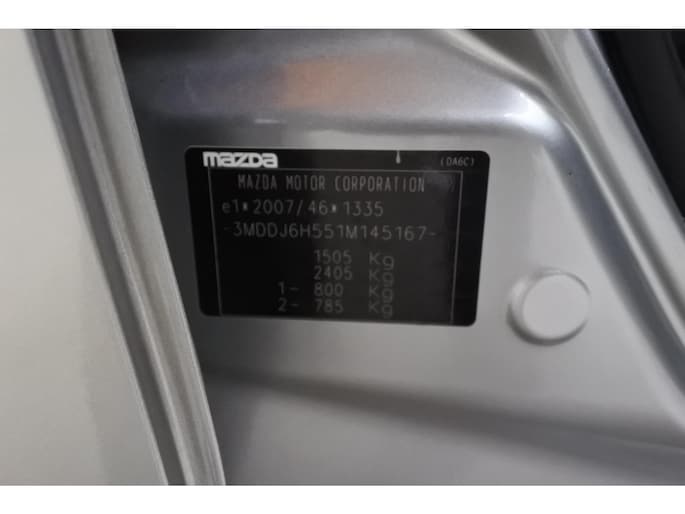 mazda
(DA6C)
MAZDA MOTOR CORPORATION
e1*2007/46*1335
-3MDDJ6H551M145167-
1505 Kg
2405 Kg
1- 800 Kg
2- 785 Kg